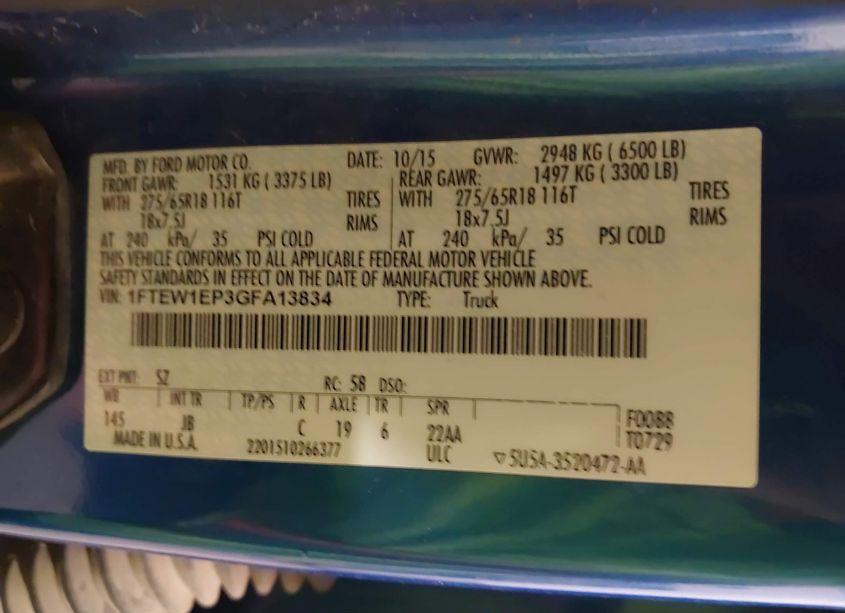 MFD. BY FORD MOTOR CO. DATE: 10/15 GVWR: 2948 KG ( 6500 LB)
FRONT GAWR: 1531 KG ( 3375 LB) REAR GAWR: 1497 KG ( 3300 LB)
WITH 275/65R18 116T TIRES WITH 275/65R18 116T TIRES
18x7.5J RIMS 18x7.5J RIMS
AT 240 kPa/ 35 PSI COLD AT 240 kPa/ 35 PSI COLD
THIS VEHICLE CONFORMS TO ALL APPLICABLE FEDERAL MOTOR VEHICLE
SAFETY STANDARDS IN EFFECT ON THE DATE OF MANUFACTURE SHOWN ABOVE.
VIN: 1FTEW1EP3GFA13834 TYPE: Truck
EXT PNT: SZ RC: 58 DSO:
WB INT TR TP/PS R AXLE TR SPR
145 JB C 19 6 22AA F0088
MADE IN U.S.A. 2201510266377 ULC T0729
▽5U5A-3520472-AA